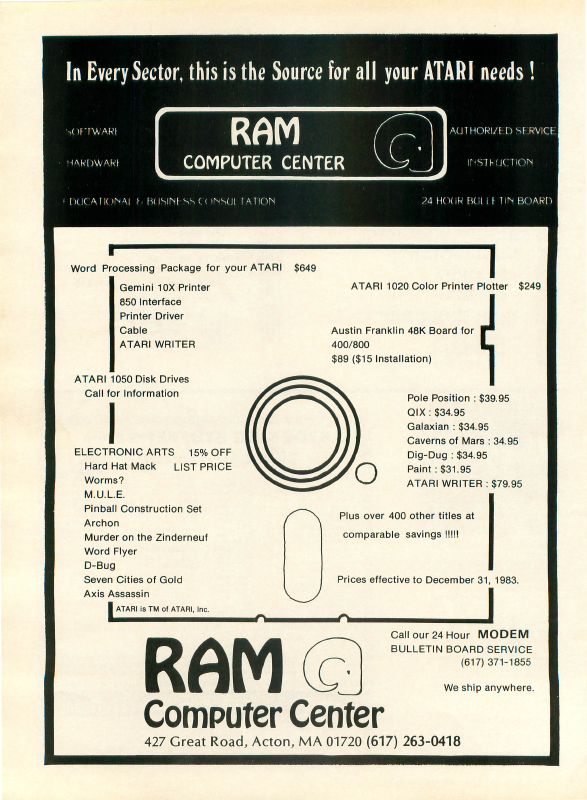 In Every Sector, this is the Source for all your ATARI needs !
SOFTWARE
HARDWARE
EDUCATIONAL & BUSINESS CONSULTATION
RAM
COMPUTER CENTER
AUTHORIZED SERVICE
INSTRUCTION
24 HOUR BULLETIN BOARD
Word Processing Package for your ATARI $649
Gemini 10X Printer
850 Interface
Printer Driver
Cable
ATARI WRITER
ATARI 1020 Color Printer Plotter $249
Austin Franklin 48K Board for
400/800
$89 ($15 Installation)
ATARI 1050 Disk Drives
Call for Information
Pole Position : $39.95
QIX : $34.95
Galaxian : $34.95
Caverns of Mars : 34.95
Dig-Dug : $34.95
Paint : $31.95
ATARI WRITER : $79.95
ELECTRONIC ARTS 15% OFF
Hard Hat Mack LIST PRICE
Worms?
M.U.L.E.
Pinball Construction Set
Archon
Murder on the Zinderneuf
Word Flyer
D-Bug
Seven Cities of Gold
Axis Assassin
ATARI is TM of ATARI, Inc.
Plus over 400 other titles at
comparable savings !!!!!
Prices effective to December 31, 1983.
Call our 24 Hour MODEM
BULLETIN BOARD SERVICE
(617) 371-1855
We ship anywhere.
RAM
Computer Center
427 Great Road, Acton, MA 01720 (617) 263-0418